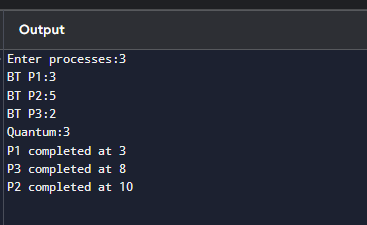 Output
Enter processes:3
BT P1:3
BT P2:5
BT P3:2
Quantum:3
P1 completed at 3
P3 completed at 8
P2 completed at 10